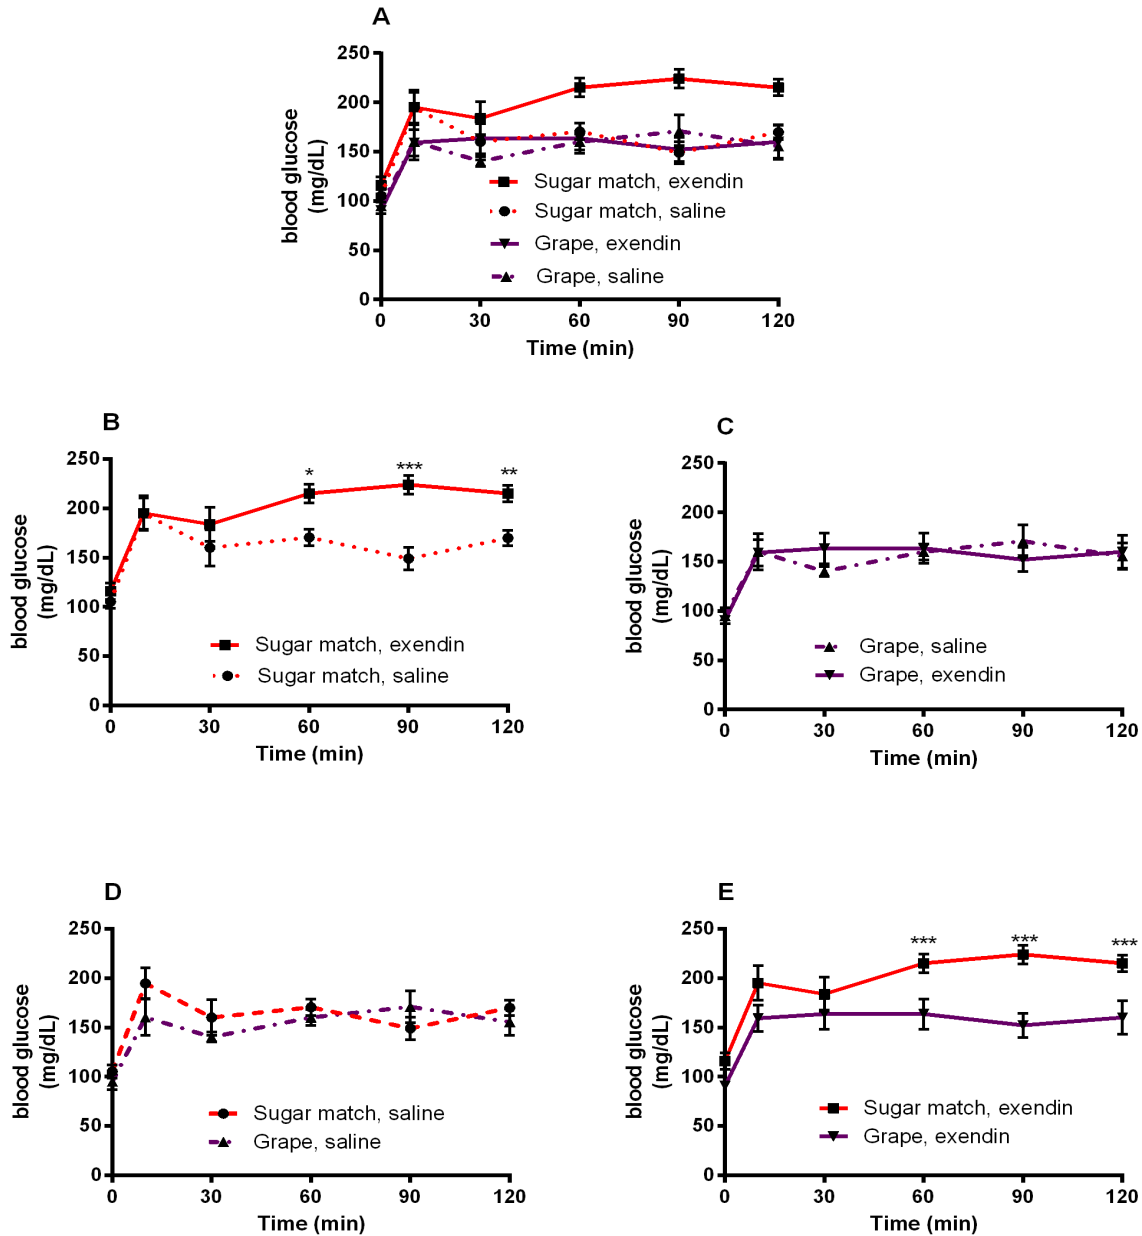 A
250
200
150
100
50
0
blood glucose
(mg/dL)
Sugar match, exendin
Sugar match, saline
Grape, exendin
Grape, saline
0 30 60 90 120
Time (min)
B
250
200
150
100
50
0
blood glucose
(mg/dL)
* *** **
Sugar match, exendin
Sugar match, saline
0 30 60 90 120
Time (min)
C
250
200
150
100
50
0
blood glucose
(mg/dL)
Grape, saline
Grape, exendin
0 30 60 90 120
Time (min)
D
250
200
150
100
50
0
blood glucose
(mg/dL)
Sugar match, saline
Grape, saline
0 30 60 90 120
Time (min)
E
250
200
150
100
50
0
blood glucose
(mg/dL)
*** *** ***
Sugar match, exendin
Grape, exendin
0 30 60 90 120
Time (min)